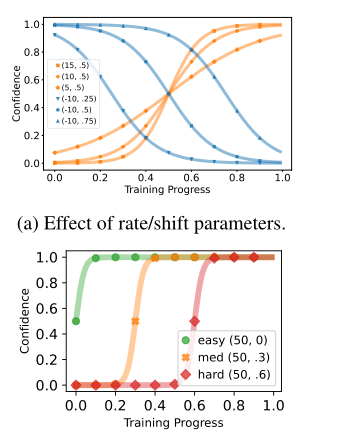 1.0
0.8
0.6
0.4
0.2
0.0
Confidence
(15, .5)
(10, .5)
(5, .5)
(-10, .25)
(-10, .5)
(-10, .75)
0.0 0.2 0.4 0.6 0.8 1.0
Training Progress
(a) Effect of rate/shift parameters.
1.0
0.8
0.6
0.4
0.2
0.0
Confidence
easy (50, 0)
med (50, .3)
hard (50, .6)
0.0 0.2 0.4 0.6 0.8 1.0
Training Progress